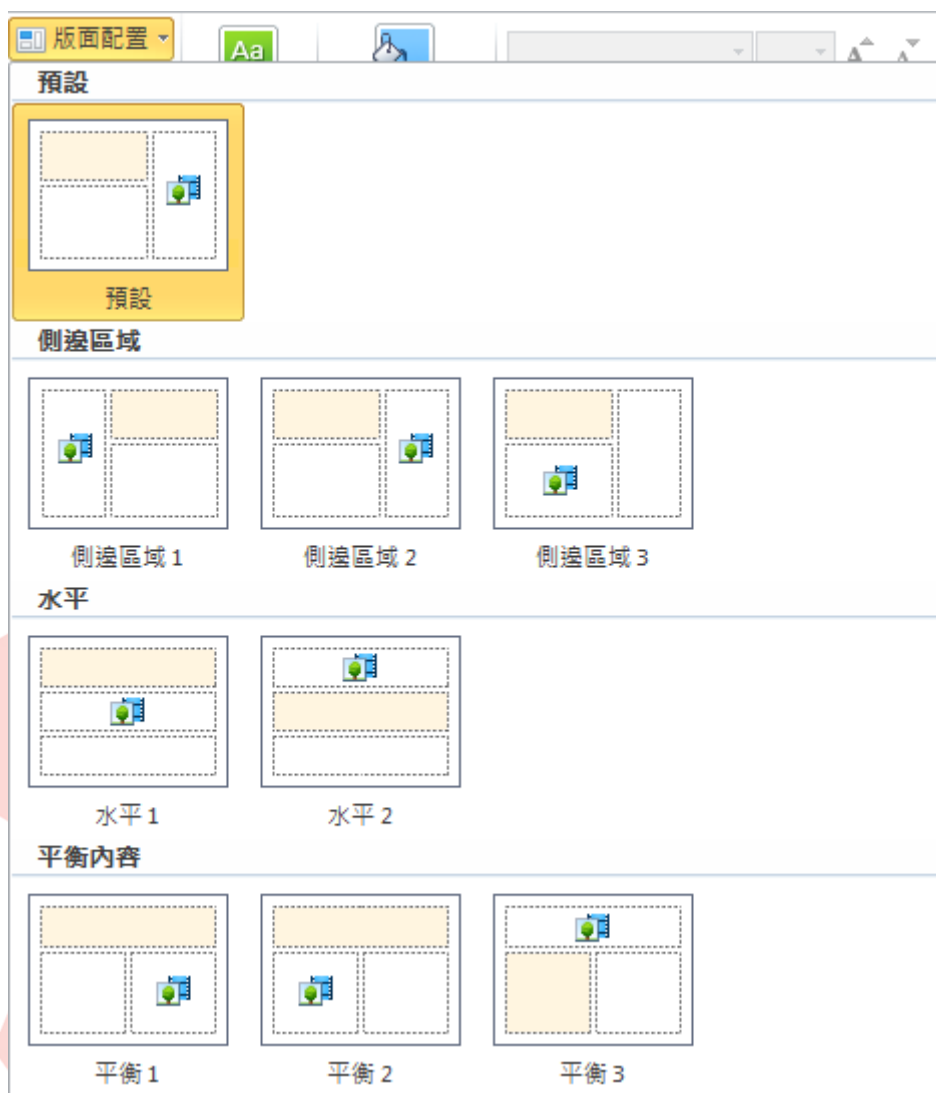 版面配置
Aa
A A
預設
預設
側邊區域
側邊區域 1 側邊區域 2 側邊區域 3
水平
水平 1 水平 2
平衡內容
平衡 1 平衡 2 平衡 3